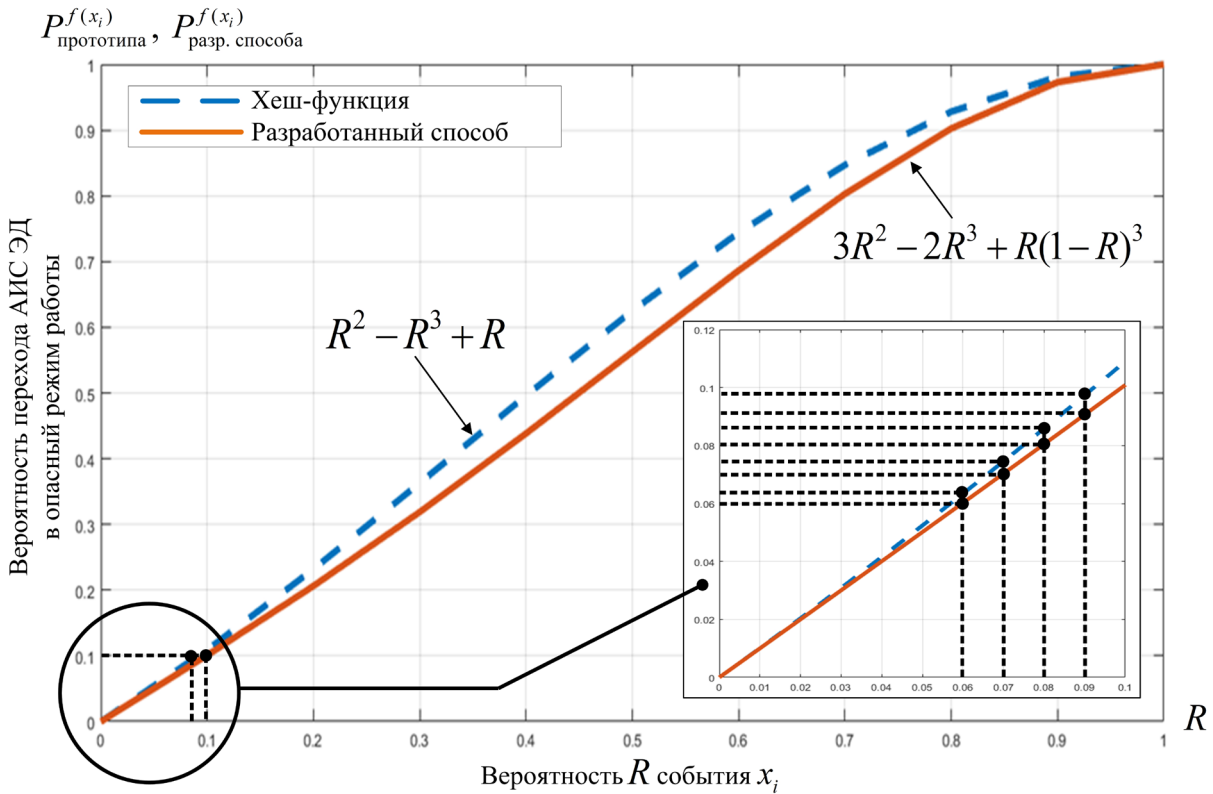 P^{f(x_i)}_{прототипа}, P^{f(x_i)}_{разр. способа}
Вероятность перехода АИС ЭД
в опасный режим работы
1
0.9
0.8
0.7
0.6
0.5
0.4
0.3
0.2
0.1
0
Хеш-функция
Разработанный способ
3R^2 − 2R^3 + R(1−R)^3
R^2 − R^3 + R
0.12
0.1
0.08
0.06
0.04
0.02
0
0 0.01 0.02 0.03 0.04 0.05 0.06 0.07 0.08 0.09 0.1
0 0.1 0.2 0.3 0.4 0.5 0.6 0.7 0.8 0.9 1
R
Вероятность R события x_i